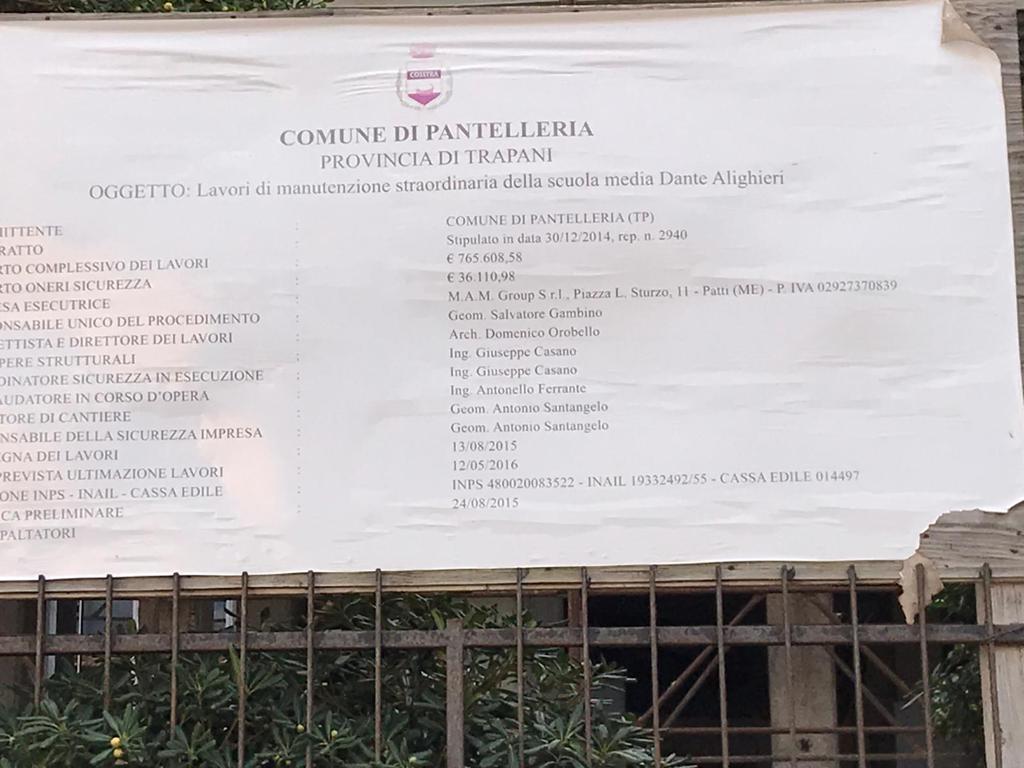 COSSYRA
COMUNE DI PANTELLERIA
PROVINCIA DI TRAPANI
OGGETTO: Lavori di manutenzione straordinaria della scuola media Dante Alighieri
MITTENTE : COMUNE DI PANTELLERIA (TP)
RATTO : Stipulato in data 30/12/2014, rep. n. 2940
RTO COMPLESSIVO DEI LAVORI : € 765.608,58
RTO ONERI SICUREZZA : € 36.110,98
ESA ESECUTRICE : M.A.M. Group S r.l., Piazza L. Sturzo, 11 - Patti (ME) - P. IVA 02927370839
ONSABILE UNICO DEL PROCEDIMENTO : Geom. Salvatore Gambino
ETTISTA E DIRETTORE DEI LAVORI : Arch. Domenico Orobello
PERE STRUTTURALI : Ing. Giuseppe Casano
DINATORE SICUREZZA IN ESECUZIONE : Ing. Giuseppe Casano
AUDATORE IN CORSO D'OPERA : Ing. Antonello Ferrante
TORE DI CANTIERE : Geom. Antonio Santangelo
NSABILE DELLA SICUREZZA IMPRESA : Geom. Antonio Santangelo
GNA DEI LAVORI : 13/08/2015
PREVISTA ULTIMAZIONE LAVORI : 12/05/2016
ONE INPS - INAIL - CASSA EDILE : INPS 480020083522 - INAIL 19332492/55 - CASSA EDILE 014497
CA PRELIMINARE : 24/08/2015
PALTATORI